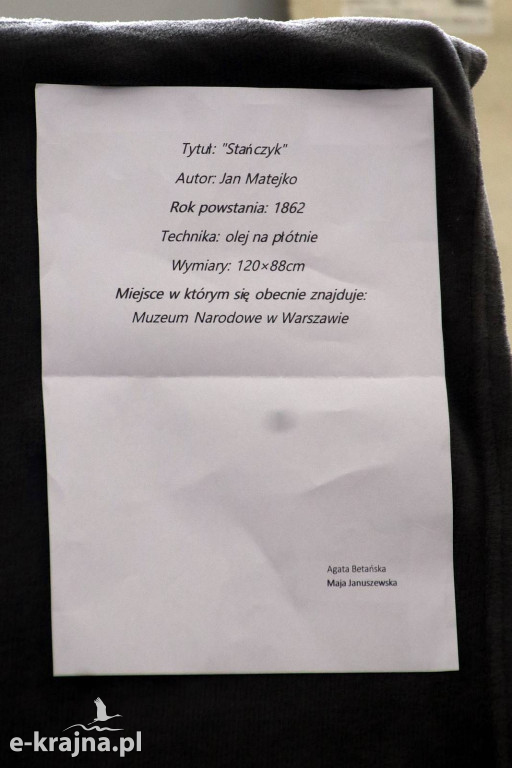 Tytuł: "Stańczyk"
Autor: Jan Matejko
Rok powstania: 1862
Technika: olej na płótnie
Wymiary: 120×88cm
Miejsce w którym się obecnie znajduje:
Muzeum Narodowe w Warszawie
Agata Betańska
Maja Januszewska
e-krajna.pl